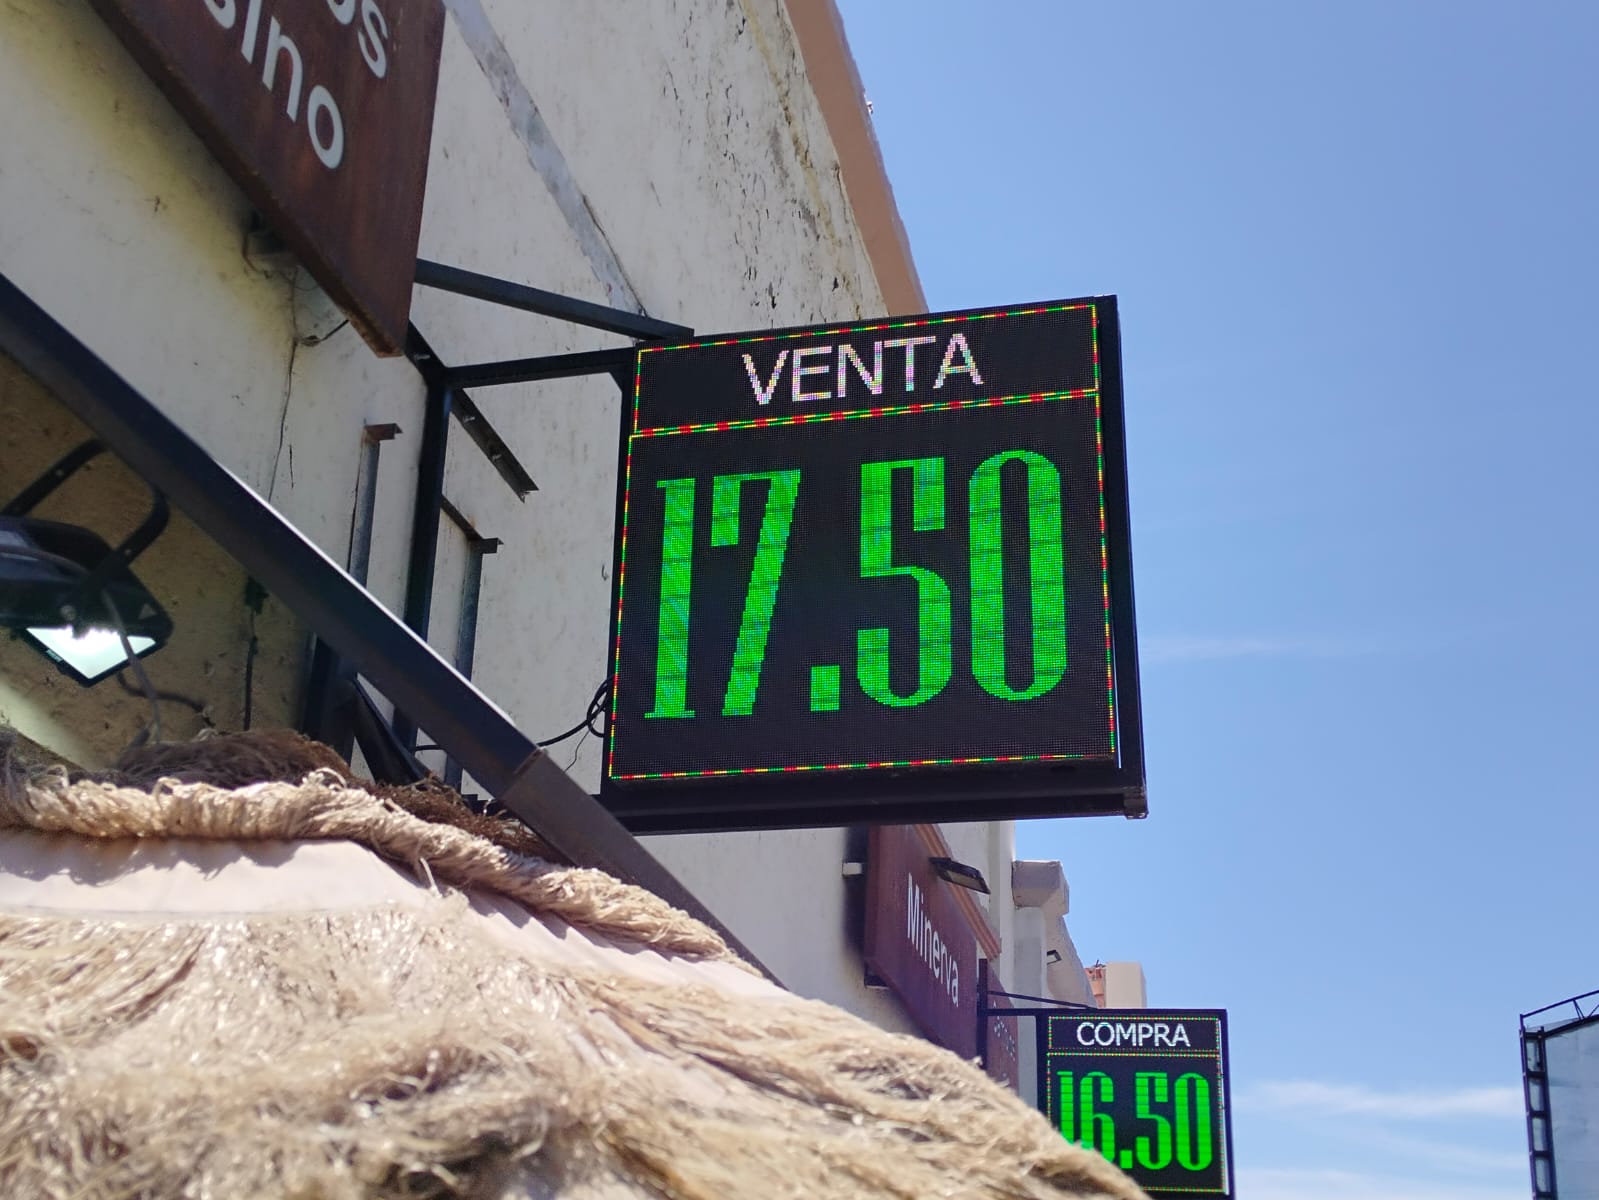 sino
VENTA
17.50
Minerva
COMPRA
16.50